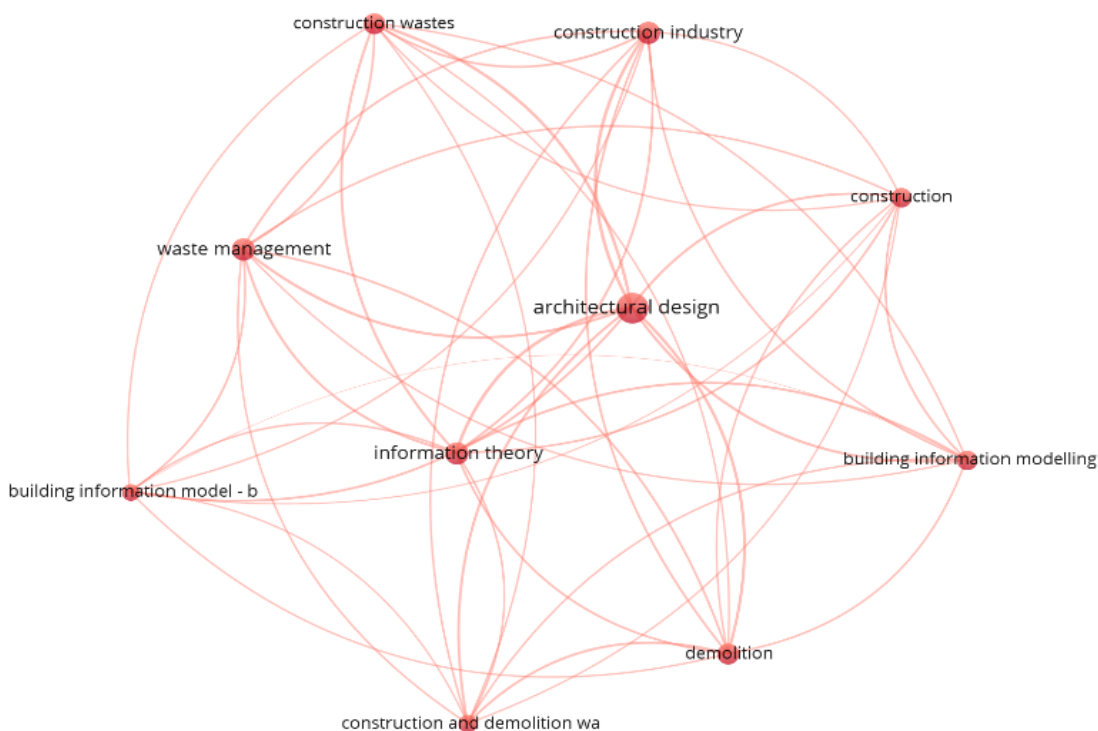 construction wastes
construction industry
construction
waste management
architectural design
information theory
building information modelling
building information model - b
demolition
construction and demolition wa